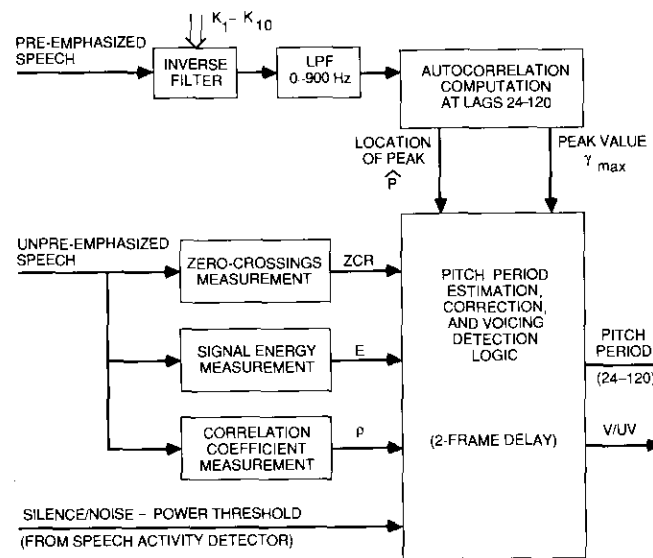 K1– K10
PRE-EMPHASIZED
SPEECH
INVERSE
FILTER
LPF
0-900 Hz
AUTOCORRELATION
COMPUTATION
AT LAGS 24–120
LOCATION
OF PEAK
P̂
PEAK VALUE
γ max
UNPRE-EMPHASIZED
SPEECH
ZERO-CROSSINGS
MEASUREMENT
ZCR
SIGNAL ENERGY
MEASUREMENT
E
CORRELATION
COEFFICIENT
MEASUREMENT
ρ
PITCH PERIOD
ESTIMATION,
CORRECTION,
AND VOICING
DETECTION
LOGIC
(2-FRAME DELAY)
PITCH
PERIOD
(24–120)
V/UV
SILENCE/NOISE – POWER THRESHOLD
(FROM SPEECH ACTIVITY DETECTOR)